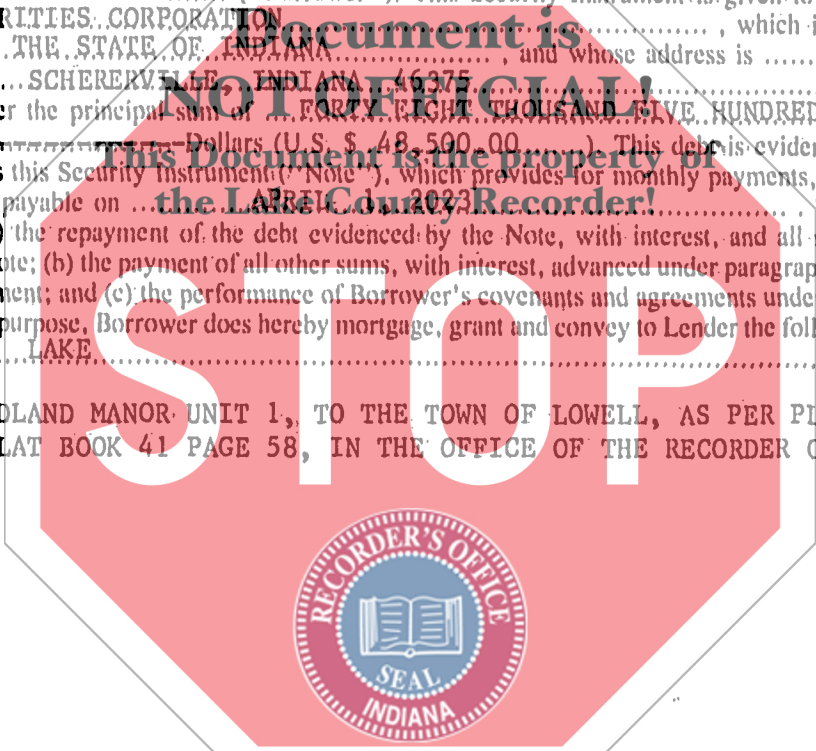 RITIES CORPORATION ........ , which i
THE STATE OF INDIANA ........ , and whose address is ......
SCHERERVILLE, INDIANA 46375
r the principal sum of FORTY EIGHT THOUSAND FIVE HUNDRED
Dollars (U.S. $ 48,500.00 ......). This debt is eviden
this Security Instrument ("Note"), which provides for monthly payments,
payable on ...... APRIL 1, 2023 ......
the repayment of the debt evidenced by the Note, with interest, and all
ote; (b) the payment of all other sums, with interest, advanced under paragrap
ent; and (c) the performance of Borrower's covenants and agreements unde
purpose, Borrower does hereby mortgage, grant and convey to Lender the foll
LAKE
DLAND MANOR UNIT 1, TO THE TOWN OF LOWELL, AS PER PL
LAT BOOK 41 PAGE 58, IN THE OFFICE OF THE RECORDER O
Document is
NOT OFFICIAL!
This Document is the property of
the Lake County Recorder!
STOP
RECORDER'S OFFICE
SEAL
INDIANA